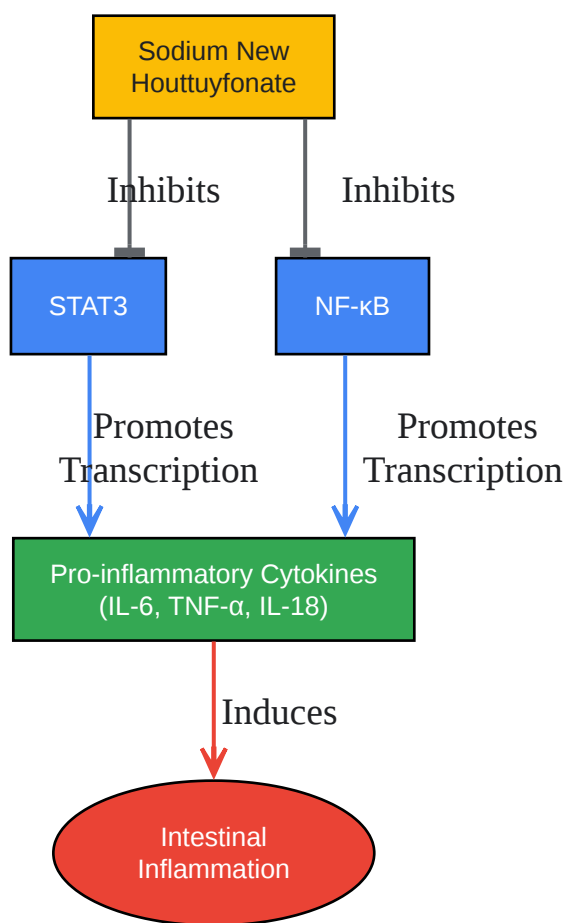 Sodium New
Houttuyfonate
Inhibits
Inhibits
STAT3
NF-κB
Promotes
Transcription
Promotes
Transcription
Pro-inflammatory Cytokines
(IL-6, TNF-α, IL-18)
Induces
Intestinal
Inflammation